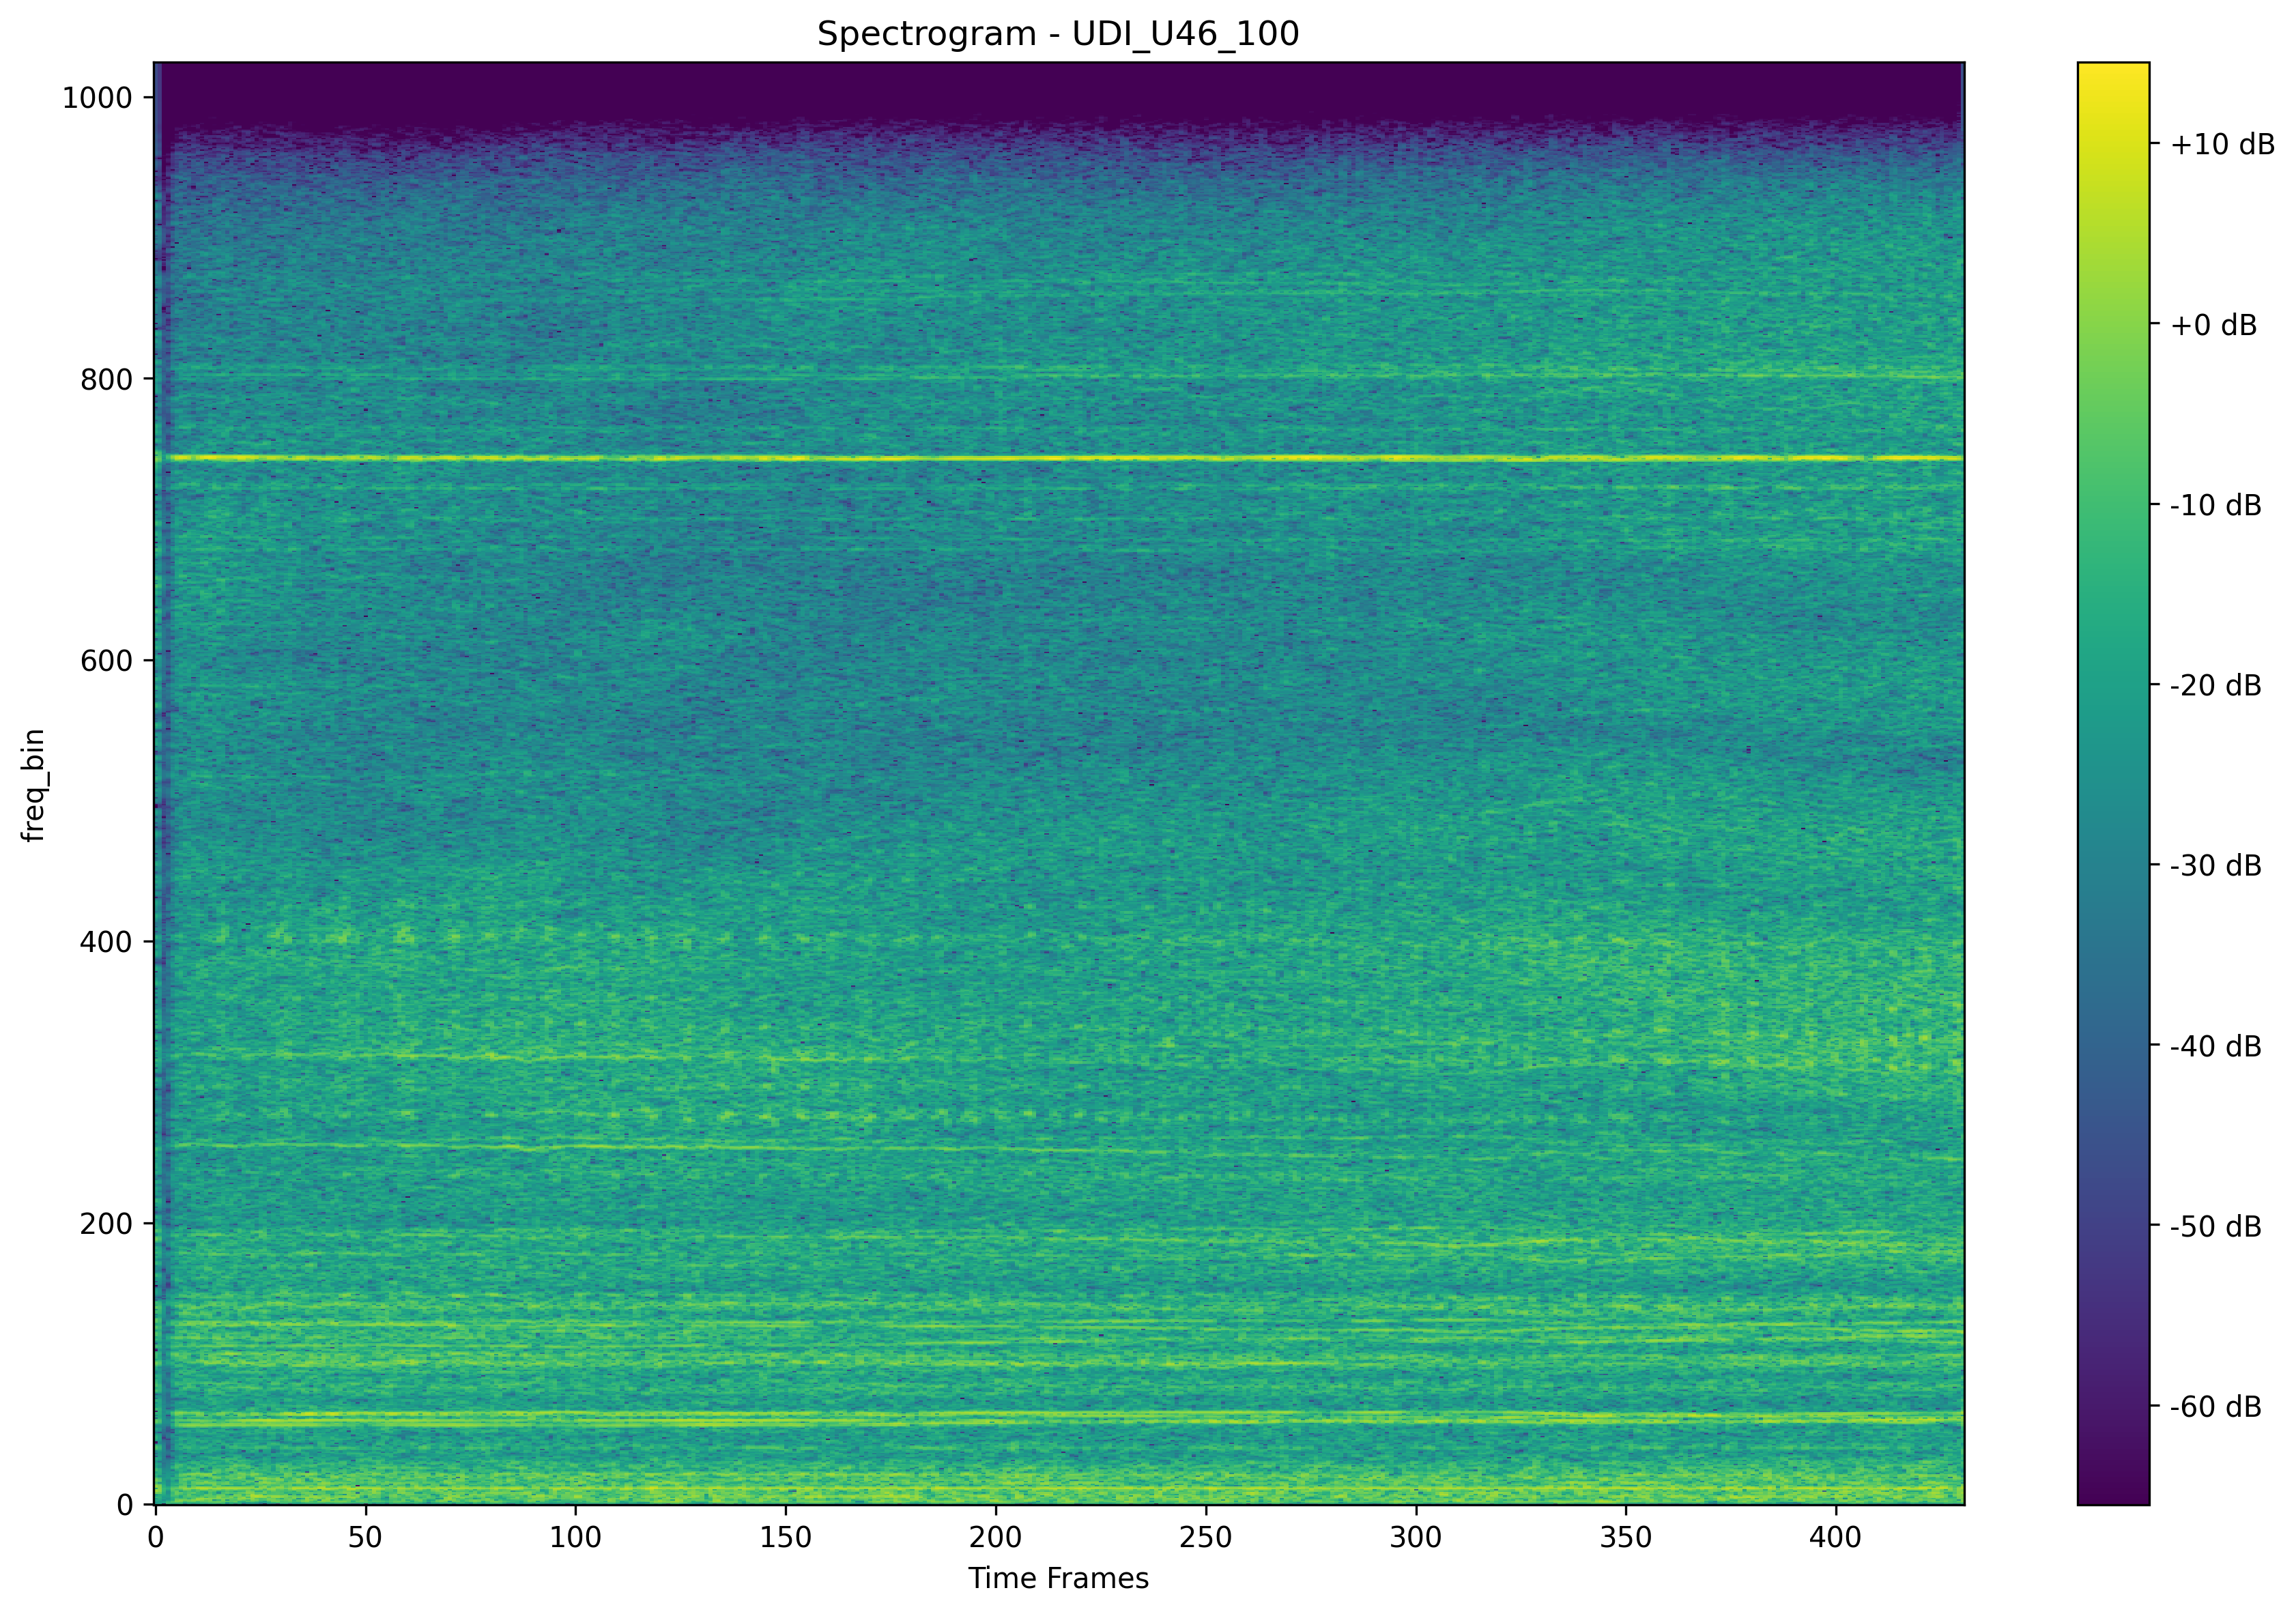 Spectrogram - UDI_U46_100
freq_bin
1000
800
600
400
200
0
0 50 100 150 200 250 300 350 400
Time Frames
+10 dB
+0 dB
-10 dB
-20 dB
-30 dB
-40 dB
-50 dB
-60 dB